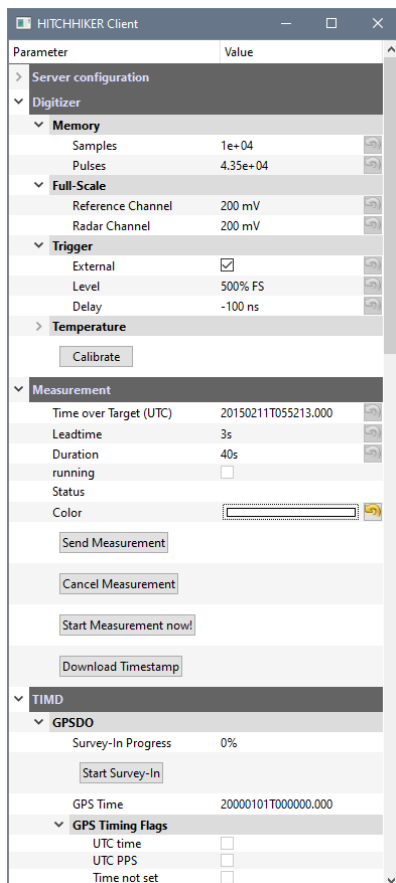 HITCHHIKER Client
Parameter Value
Server configuration
Digitizer
Memory
Samples 1e+04
Pulses 4.35e+04
Full-Scale
Reference Channel 200 mV
Radar Channel 200 mV
Trigger
External
Level 500% FS
Delay -100 ns
Temperature
Calibrate
Measurement
Time over Target (UTC) 20150211T055213.000
Leadtime 3s
Duration 40s
running
Status
Color
Send Measurement
Cancel Measurement
Start Measurement now!
Download Timestamp
TIMD
GPSDO
Survey-In Progress 0%
Start Survey-In
GPS Time 20000101T000000.000
UTC Timing Flags
UTC time
UTC PPS
Time not set